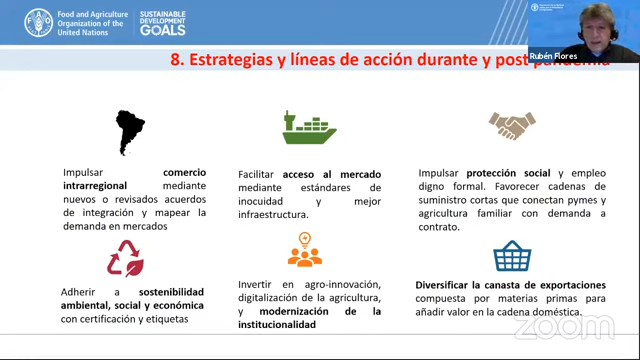 Food and Agriculture
Organization of the
United Nations
SUSTAINABLE
DEVELOPMENT
GOALS
Rubén Flores
8. Estrategias y líneas de acción durante y post pandemia
Impulsar comercio
intrarregional mediante
nuevos o revisados acuerdos
de integración y mapear la
demanda en mercados
Facilitar acceso al mercado
mediante estándares de
inocuidad y mejor
infraestructura.
Impulsar protección social y empleo
digno formal. Favorecer cadenas de
suministro cortas que conectan pymes y
agricultura familiar con demanda a
contrato.
Adherir a sostenibilidad
ambiental, social y económica
con certificación y etiquetas
Invertir en agro-innovación,
digitalización de la agricultura,
y modernización de la
institucionalidad
Diversificar la canasta de exportaciones
compuesta por materias primas para
añadir valor en la cadena doméstica.
zoom